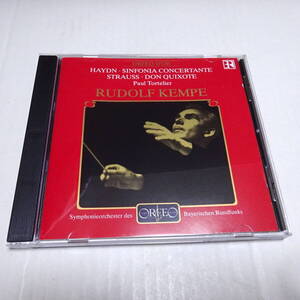 HAYDN · SINFONIA CONCERTANTE
STRAUSS · DON QUIXOTE
Paul Tortelier
RUDOLF KEMPE
Symphonieorchester des Bayerischen Rundfunks
ORFEO